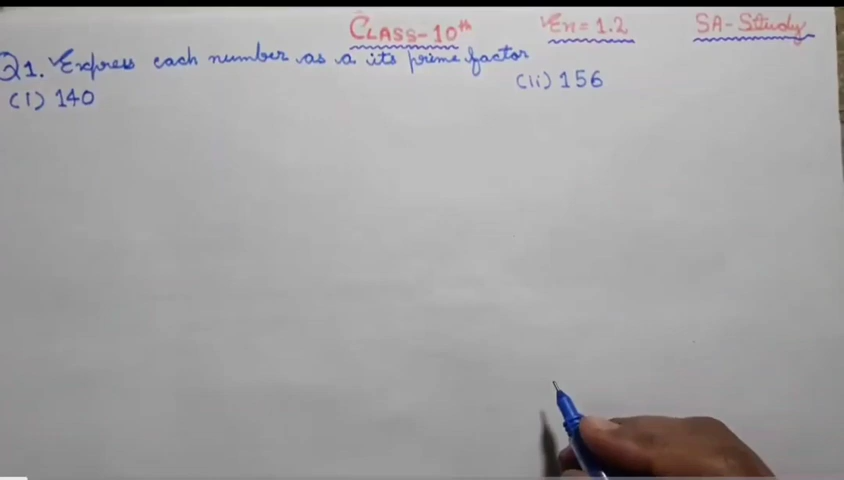 CLASS-10th Ex = 1.2 SA-Study
Q1. Express each number as a its prime factor
(i) 140 (ii) 156